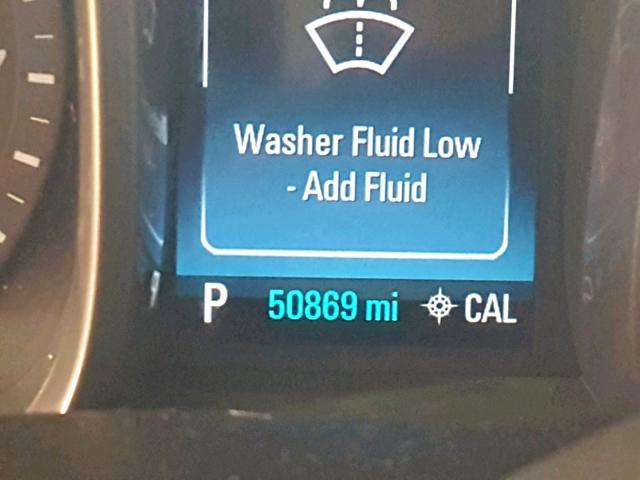 Washer Fluid Low
- Add Fluid
P 50869 mi CAL